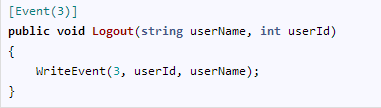 [Event(3)]
public void Logout(string userName, int userId)
{
    WriteEvent(3, userId, userName);
}